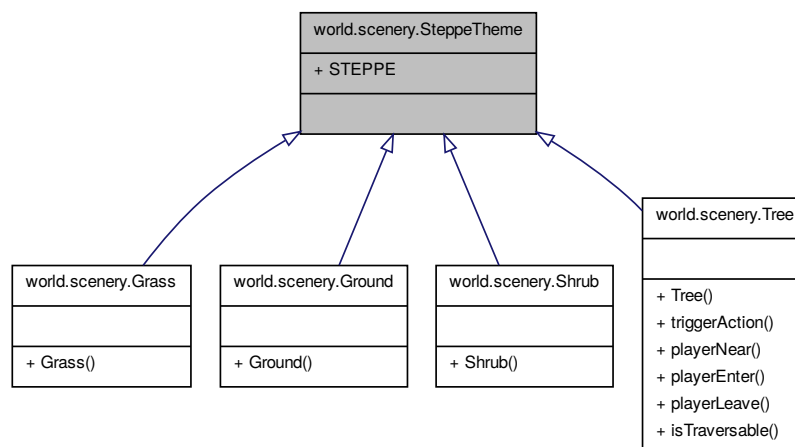 world.scenery.SteppeTheme
+ STEPPE
world.scenery.Grass
+ Grass()
world.scenery.Ground
+ Ground()
world.scenery.Shrub
+ Shrub()
world.scenery.Tree
+ Tree()
+ triggerAction()
+ playerNear()
+ playerEnter()
+ playerLeave()
+ isTraversable()